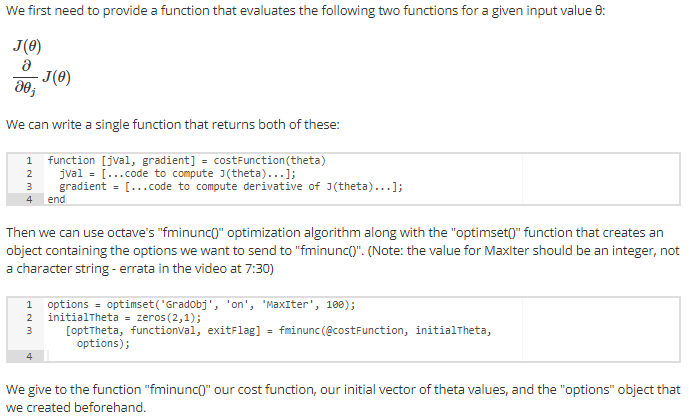 We first need to provide a function that evaluates the following two functions for a given input value θ:
J(θ)
∂
∂θj
J(θ)
We can write a single function that returns both of these:
1 function [jVal, gradient] = costFunction(theta)
2   jVal = [...code to compute J(theta)...];
3   gradient = [...code to compute derivative of J(theta)...];
4 end
Then we can use octave's "fminunc()" optimization algorithm along with the "optimset()" function that creates an
object containing the options we want to send to "fminunc()". (Note: the value for MaxIter should be an integer, not
a character string - errata in the video at 7:30)
1 options = optimset('GradObj', 'on', 'MaxIter', 100);
2 initialTheta = zeros(2,1);
3    [optTheta, functionVal, exitFlag] = fminunc(@costFunction, initialTheta,
options);
4
We give to the function "fminunc()" our cost function, our initial vector of theta values, and the "options" object that
we created beforehand.